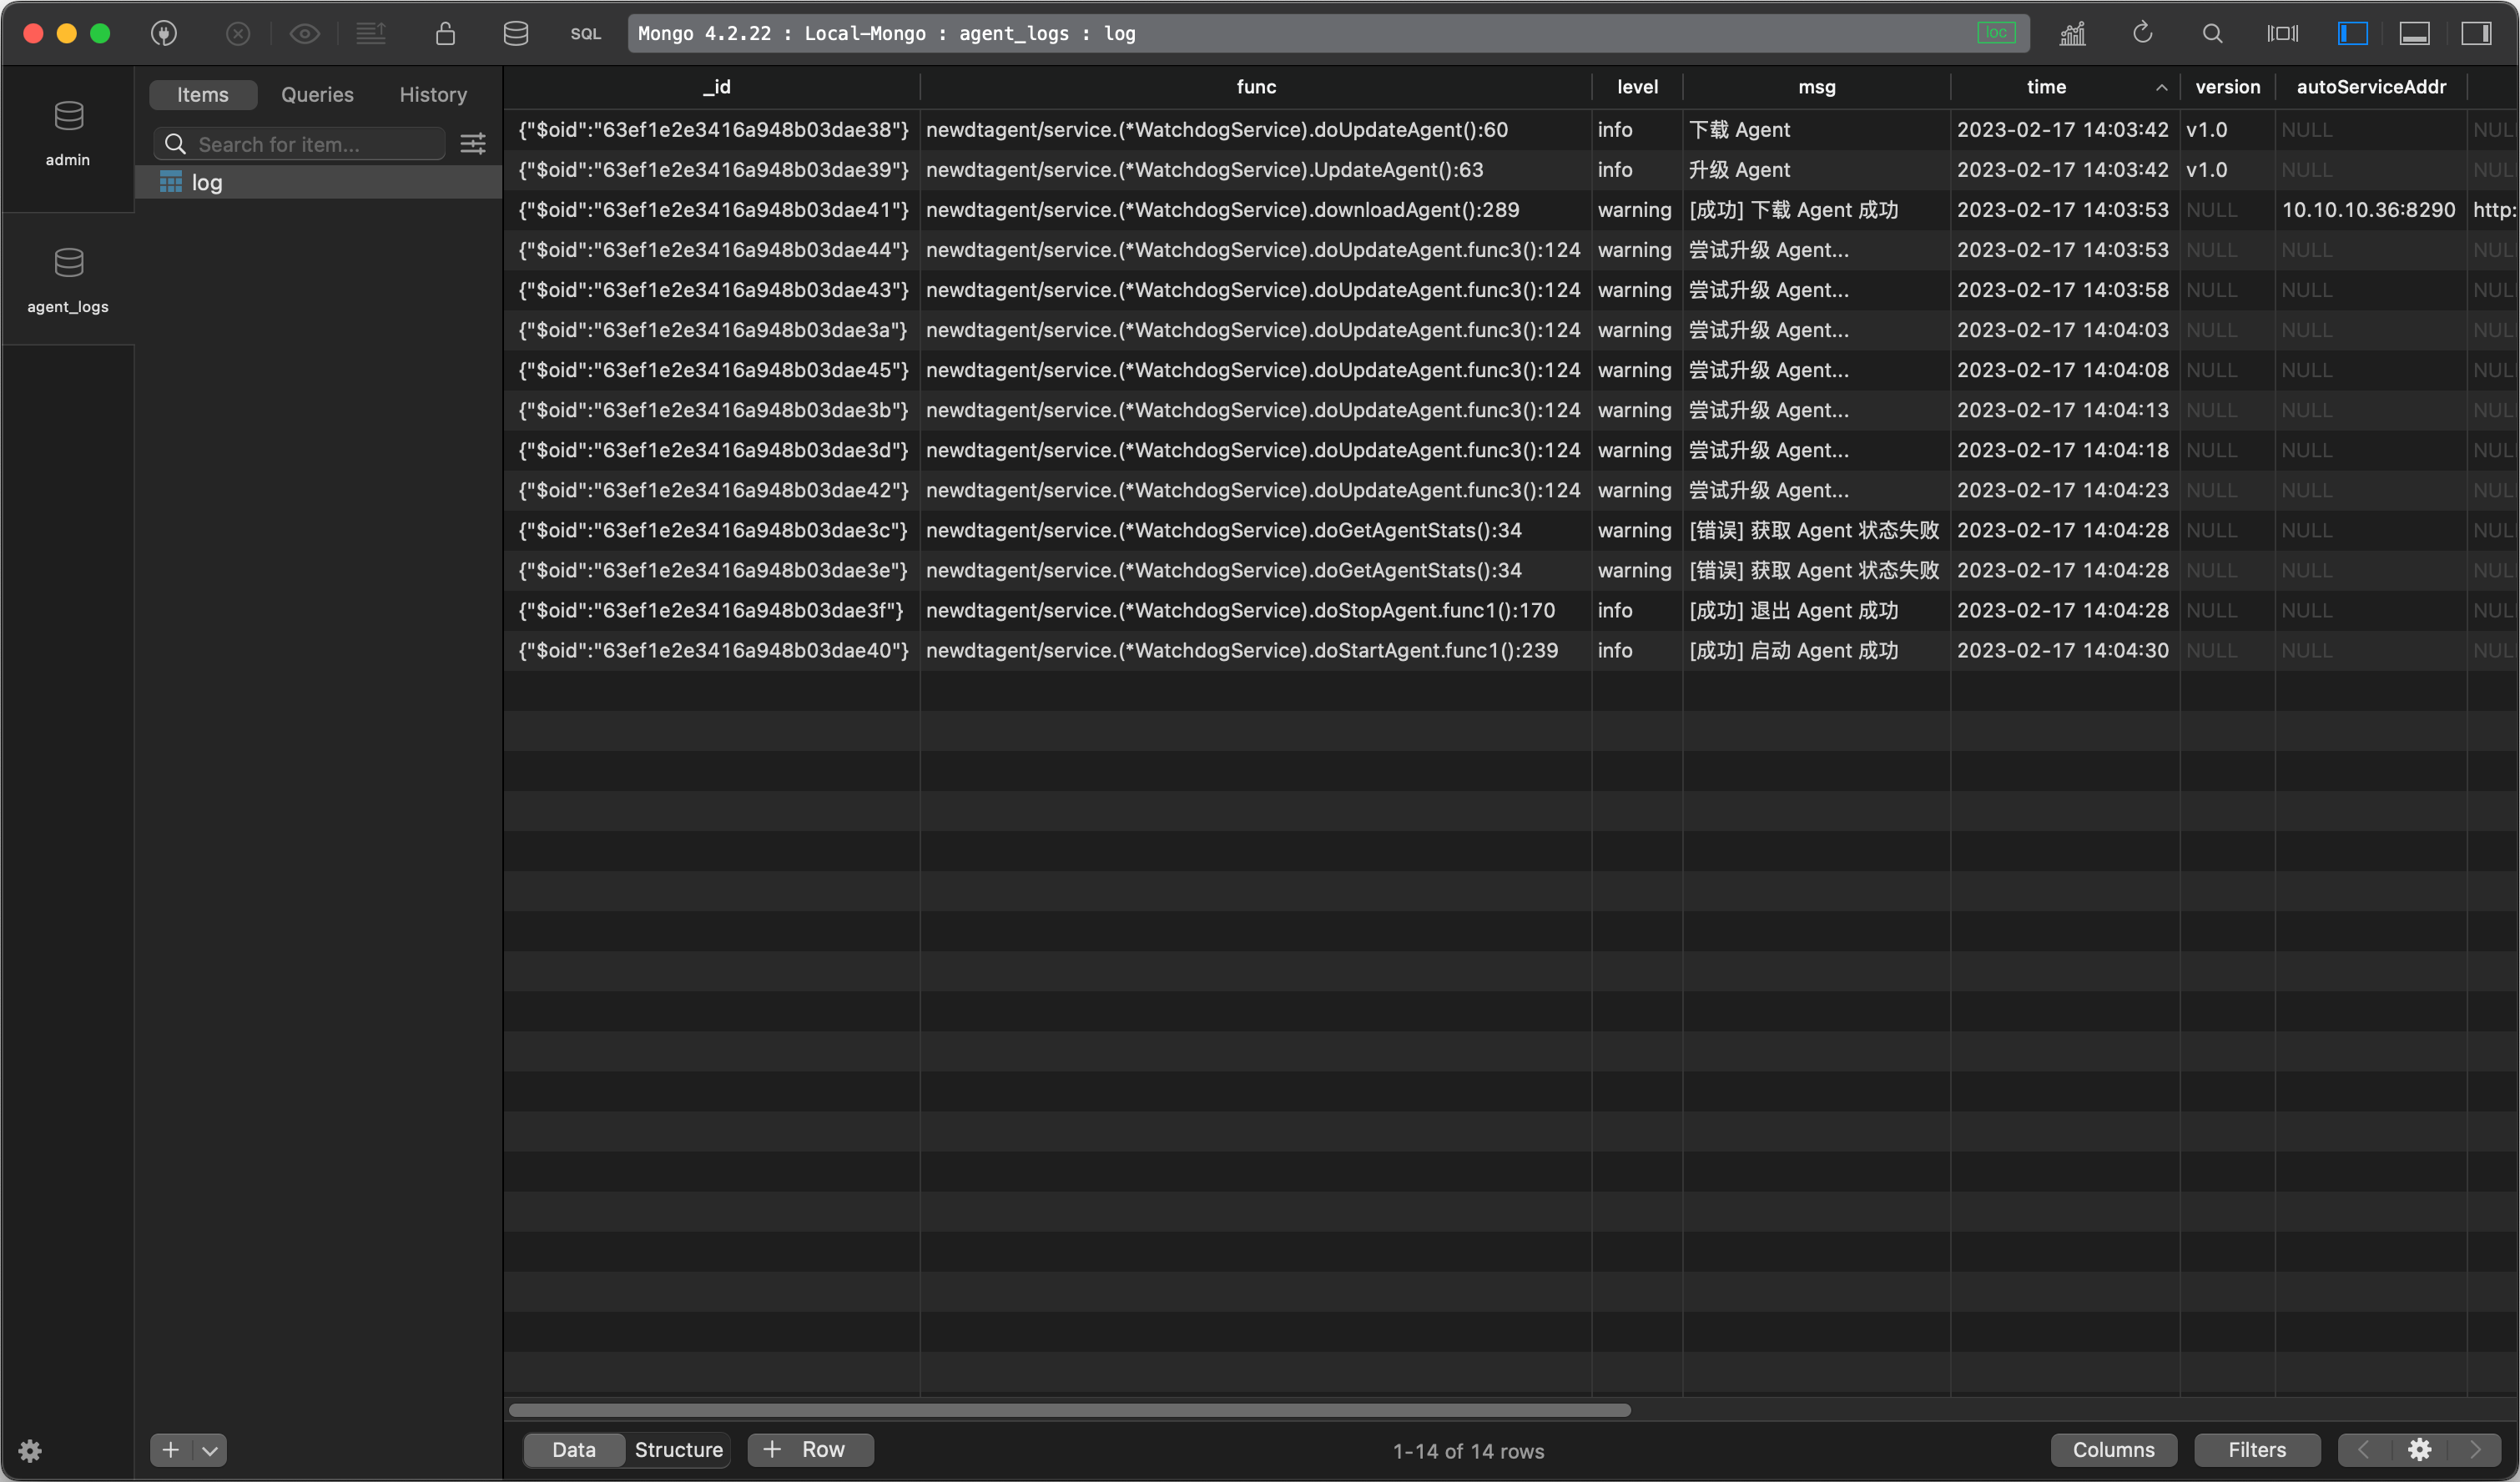 SQL
Mongo 4.2.22 : Local-Mongo : agent_logs : log
loc
admin
agent_logs
Items Queries History
Search for item...
log
_id func level msg time version autoServiceAddr
{"$oid":"63ef1e2e3416a948b03dae38"} newdtagent/service.(*WatchdogService).doUpdateAgent():60 info 下载 Agent 2023-02-17 14:03:42 v1.0 NULL NUL
{"$oid":"63ef1e2e3416a948b03dae39"} newdtagent/service.(*WatchdogService).UpdateAgent():63 info 升级 Agent 2023-02-17 14:03:42 v1.0 NULL NUL
{"$oid":"63ef1e2e3416a948b03dae41"} newdtagent/service.(*WatchdogService).downloadAgent():289 warning [成功] 下载 Agent 成功 2023-02-17 14:03:53 NULL 10.10.10.36:8290 http:
{"$oid":"63ef1e2e3416a948b03dae44"} newdtagent/service.(*WatchdogService).doUpdateAgent.func3():124 warning 尝试升级 Agent... 2023-02-17 14:03:53 NULL NULL NUL
{"$oid":"63ef1e2e3416a948b03dae43"} newdtagent/service.(*WatchdogService).doUpdateAgent.func3():124 warning 尝试升级 Agent... 2023-02-17 14:03:58 NULL NULL NUL
{"$oid":"63ef1e2e3416a948b03dae3a"} newdtagent/service.(*WatchdogService).doUpdateAgent.func3():124 warning 尝试升级 Agent... 2023-02-17 14:04:03 NULL NULL NUL
{"$oid":"63ef1e2e3416a948b03dae45"} newdtagent/service.(*WatchdogService).doUpdateAgent.func3():124 warning 尝试升级 Agent... 2023-02-17 14:04:08 NULL NULL NUL
{"$oid":"63ef1e2e3416a948b03dae3b"} newdtagent/service.(*WatchdogService).doUpdateAgent.func3():124 warning 尝试升级 Agent... 2023-02-17 14:04:13 NULL NULL NUL
{"$oid":"63ef1e2e3416a948b03dae3d"} newdtagent/service.(*WatchdogService).doUpdateAgent.func3():124 warning 尝试升级 Agent... 2023-02-17 14:04:18 NULL NULL NUL
{"$oid":"63ef1e2e3416a948b03dae42"} newdtagent/service.(*WatchdogService).doUpdateAgent.func3():124 warning 尝试升级 Agent... 2023-02-17 14:04:23 NULL NULL NUL
{"$oid":"63ef1e2e3416a948b03dae3c"} newdtagent/service.(*WatchdogService).doGetAgentStats():34 warning [错误] 获取 Agent 状态失败 2023-02-17 14:04:28 NULL NULL NUL
{"$oid":"63ef1e2e3416a948b03dae3e"} newdtagent/service.(*WatchdogService).doGetAgentStats():34 warning [错误] 获取 Agent 状态失败 2023-02-17 14:04:28 NULL NULL NUL
{"$oid":"63ef1e2e3416a948b03dae3f"} newdtagent/service.(*WatchdogService).doStopAgent.func1():170 info [成功] 退出 Agent 成功 2023-02-17 14:04:28 NULL NULL NUL
{"$oid":"63ef1e2e3416a948b03dae40"} newdtagent/service.(*WatchdogService).doStartAgent.func1():239 info [成功] 启动 Agent 成功 2023-02-17 14:04:30 NULL NULL NUL
Data Structure + Row 1-14 of 14 rows Columns Filters